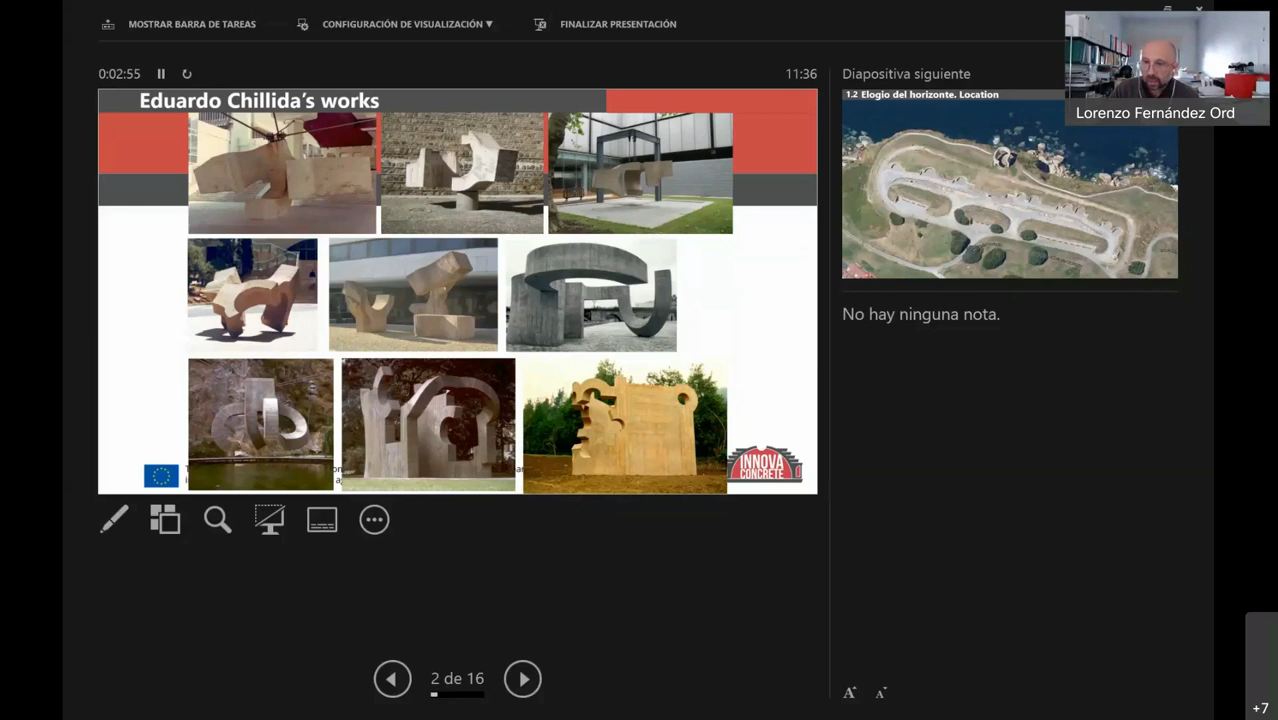 MOSTRAR BARRA DE TAREAS
CONFIGURACIÓN DE VISUALIZACIÓN ▼
FINALIZAR PRESENTACIÓN
0:02:55
11:36
Diapositiva siguiente
Lorenzo Fernández Ord
Eduardo Chillida's works
1.2 Elogio del horizonte. Location
No hay ninguna nota.
INNOVA
CONCRETE
2 de 16
+7